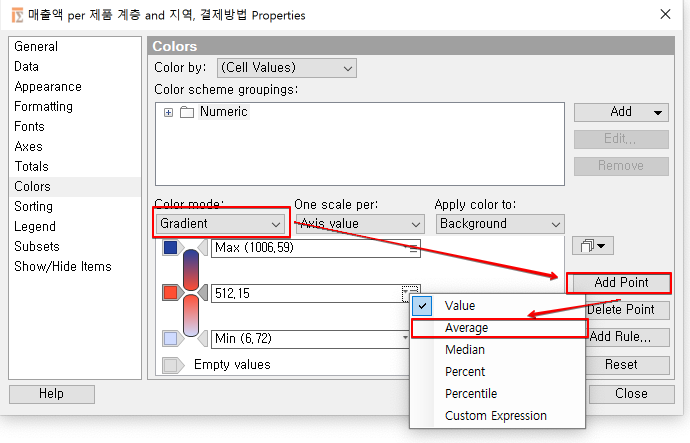 매출액 per 제품 계층 and 지역, 결제방법 Properties
General
Data
Appearance
Formatting
Fonts
Axes
Totals
Colors
Sorting
Legend
Subsets
Show/Hide Items
Colors
Color by: (Cell Values)
Color scheme groupings:
Numeric
Add
Edit...
Remove
Color mode: One scale per: Apply color to:
Gradient Axis value Background
Max (1006,59)
512,15
Min (6,72)
Empty values
Add Point
Delete Point
Add Rule...
Reset
Value
Average
Median
Percent
Percentile
Custom Expression
Help
Close